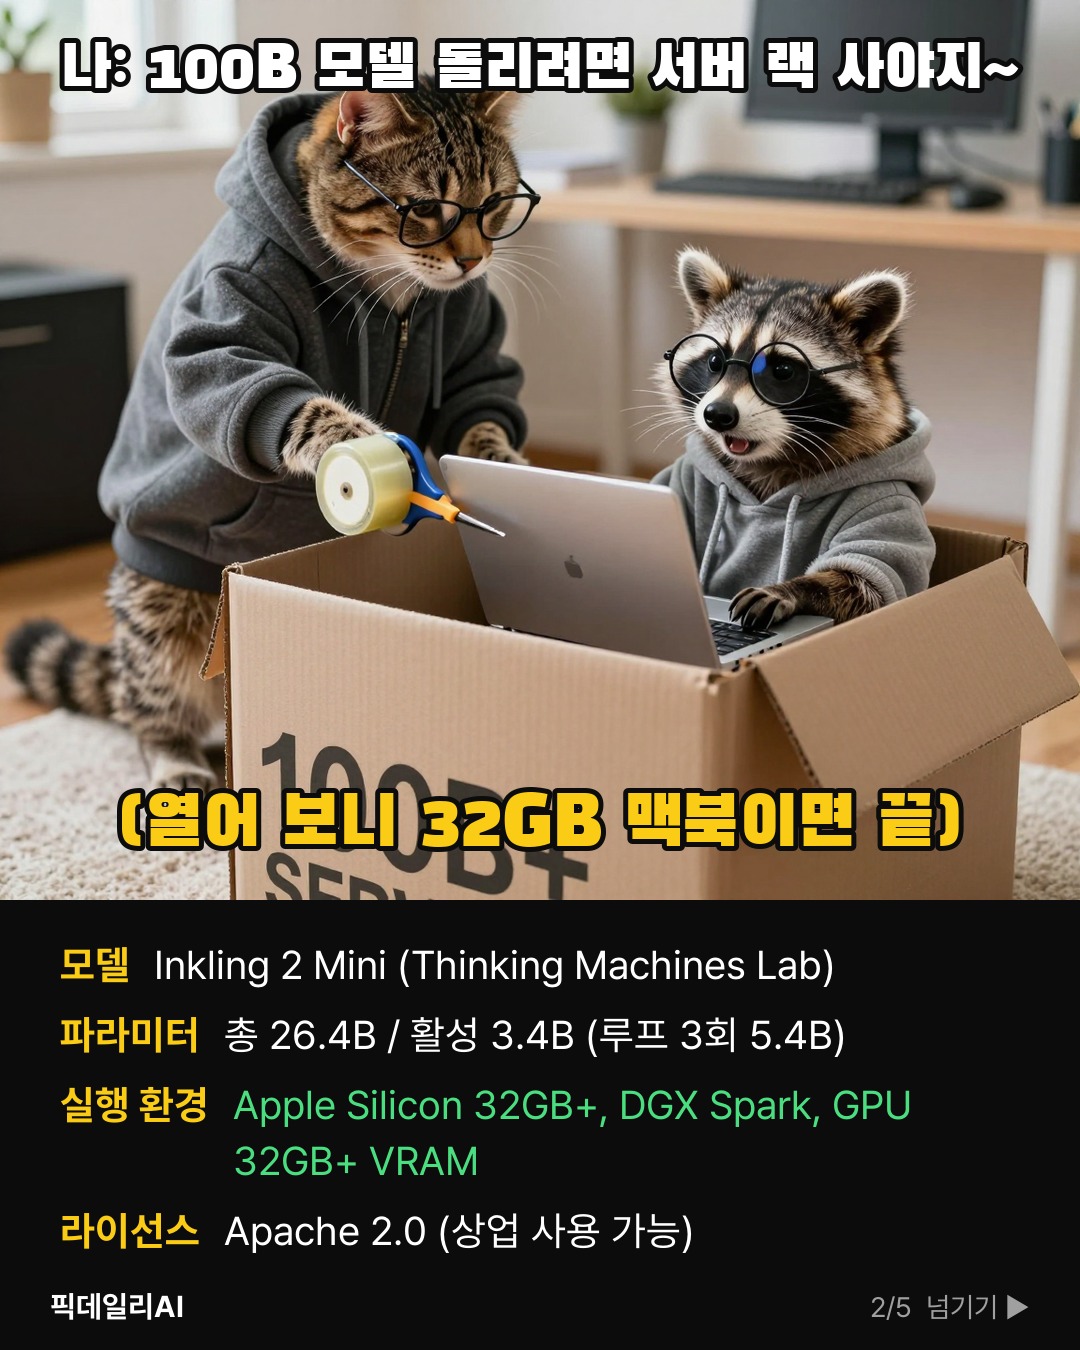 나: 100B 모델 돌리려면 서버 랙 사야지~
100B+
(열어 보니 32GB 맥북이면 끝)
모델 Inkling 2 Mini (Thinking Machines Lab)
파라미터 총 26.4B / 활성 3.4B (루프 3회 5.4B)
실행 환경 Apple Silicon 32GB+, DGX Spark, GPU
32GB+ VRAM
라이선스 Apache 2.0 (상업 사용 가능)
픽데일리AI
2/5 넘기기 ▶